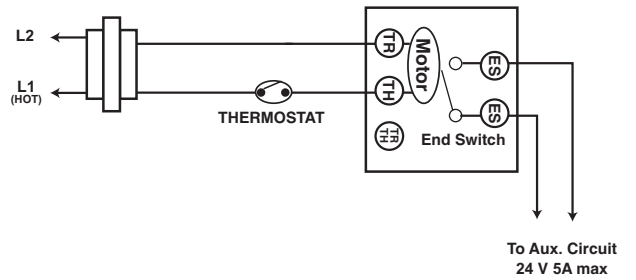 L2
L1
(HOT)
THERMOSTAT
TR
TH
TR
TH
Motor
ES
ES
End Switch
To Aux. Circuit
24 V 5A max